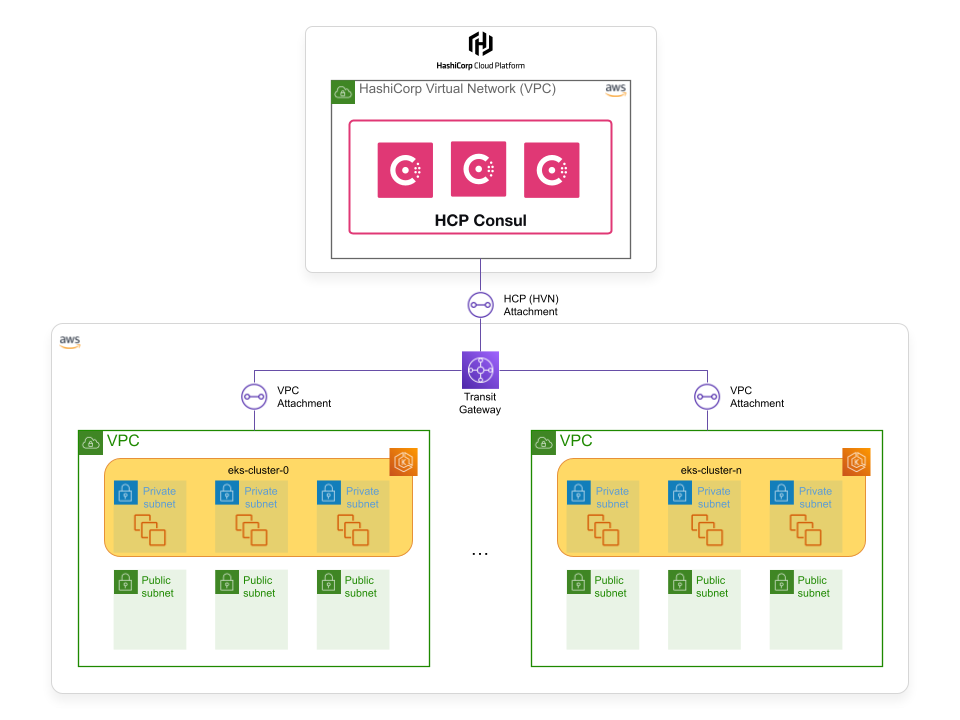 HashiCorp Cloud Platform
HashiCorp Virtual Network (VPC)
aws
HCP Consul
HCP (HVN)
Attachment
aws
Transit
Gateway
VPC
Attachment
VPC
Attachment
VPC
eks-cluster-0
Private
subnet
Private
subnet
Private
subnet
Public
subnet
Public
subnet
Public
subnet
...
VPC
eks-cluster-n
Private
subnet
Private
subnet
Private
subnet
Public
subnet
Public
subnet
Public
subnet